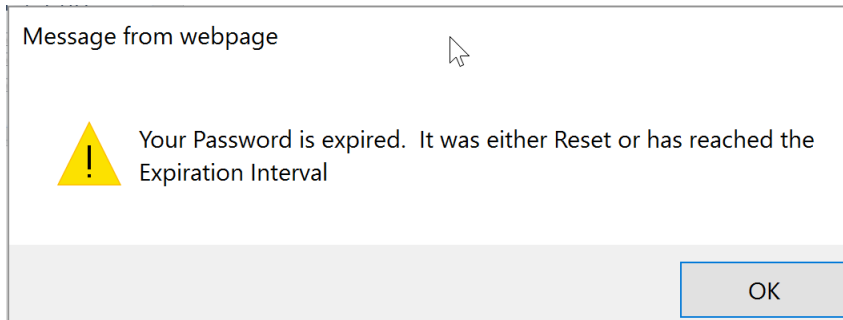 Message from webpage
Your Password is expired.  It was either Reset or has reached the
Expiration Interval
OK